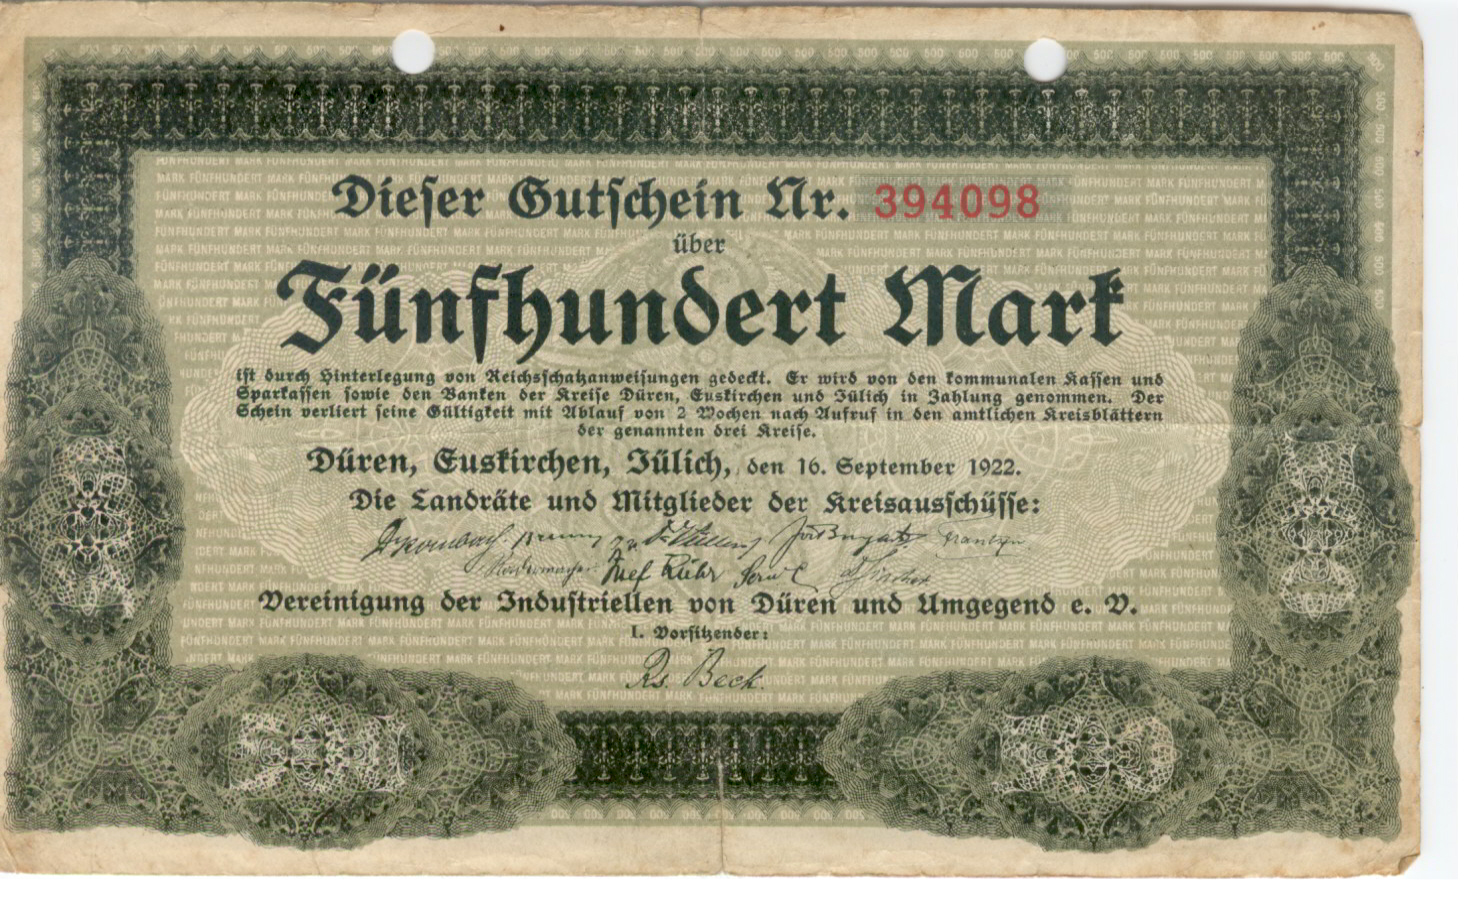 Dieser Gutschein Nr. 394098
über
Fünfhundert Mark
ist durch Hinterlegung von Reichsschatzanweisungen gedeckt. Er wird von den kommunalen Kassen und
Sparkassen sowie den Banken der Kreise Düren, Euskirchen und Jülich in Zahlung genommen. Der
Schein verliert seine Gültigkeit mit Ablauf von 2 Wochen nach Aufruf in den amtlichen Kreisblättern
der genannten drei Kreise.
Düren, Euskirchen, Jülich, den 16. September 1922.
Die Landräte und Mitglieder der Kreisausschüsse:
Vereinigung der Industriellen von Düren und Umgegend e. V.
I. Vorsitzender:
Beck